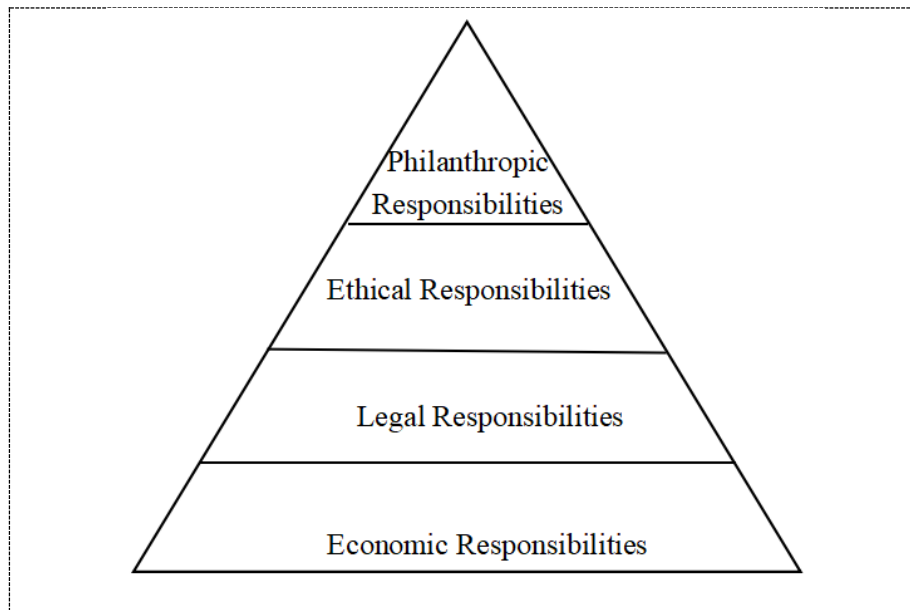 Philanthropic
Responsibilities
Ethical Responsibilities
Legal Responsibilities
Economic Responsibilities